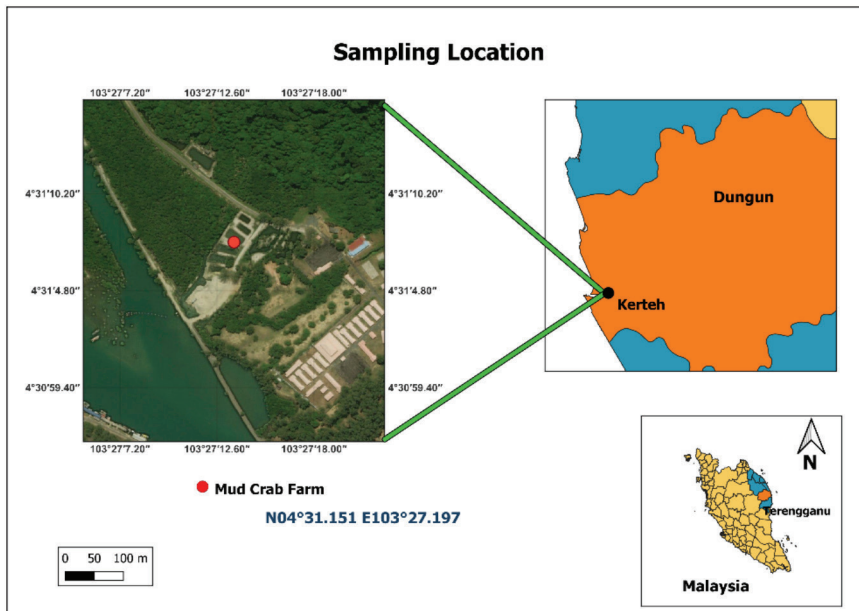 Sampling Location
103°27'7.20" 103°27'12.60" 103°27'18.00"
4°31'10.20" 4°31'10.20"
Dungun
4°31'4.80" 4°31'4.80"
Kerteh
4°30'59.40" 4°30'59.40"
103°27'7.20" 103°27'12.60" 103°27'18.00"
Mud Crab Farm
N04°31.151 E103°27.197
0 50 100 m
N
Terengganu
Malaysia